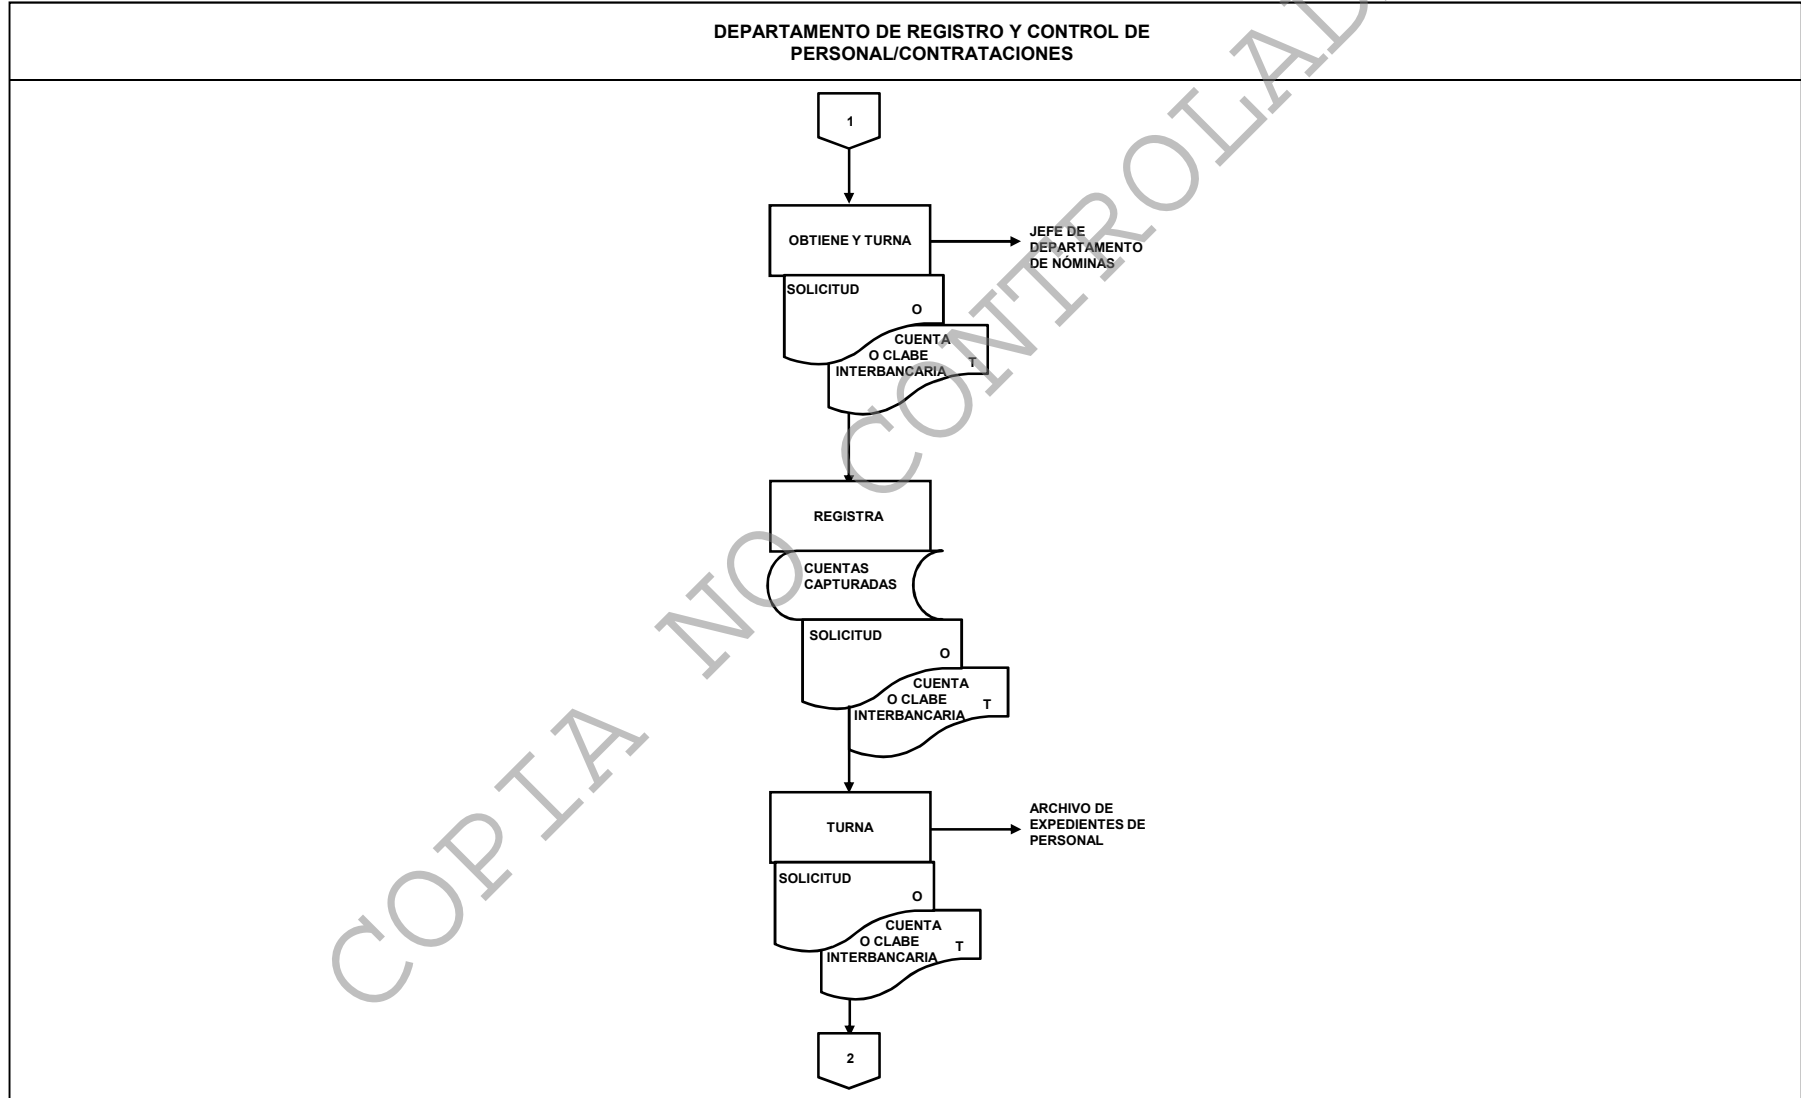 DEPARTAMENTO DE REGISTRO Y CONTROL DE
PERSONAL/CONTRATACIONES
1
OBTIENE Y TURNA
JEFE DE
DEPARTAMENTO
DE NÓMINAS
SOLICITUD
O
CUENTA
O CLABE
INTERBANCARIA
T
REGISTRA
CUENTAS
CAPTURADAS
SOLICITUD
O
CUENTA
O CLABE
INTERBANCARIA
T
TURNA
ARCHIVO DE
EXPEDIENTES DE
PERSONAL
SOLICITUD
O
CUENTA
O CLABE
INTERBANCARIA
T
2
COPIA NO CONTROLAD